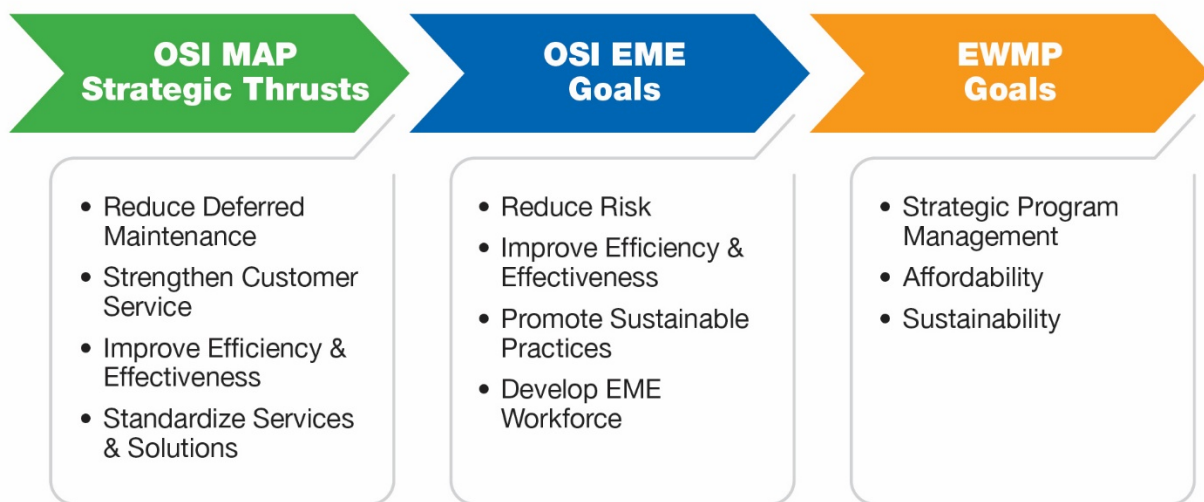 OSI MAP
Strategic Thrusts
• Reduce Deferred
Maintenance
• Strengthen Customer
Service
• Improve Efficiency &
Effectiveness
• Standardize Services
& Solutions
OSI EME
Goals
• Reduce Risk
• Improve Efficiency &
Effectiveness
• Promote Sustainable
Practices
• Develop EME
Workforce
EWMP
Goals
• Strategic Program
Management
• Affordability
• Sustainability